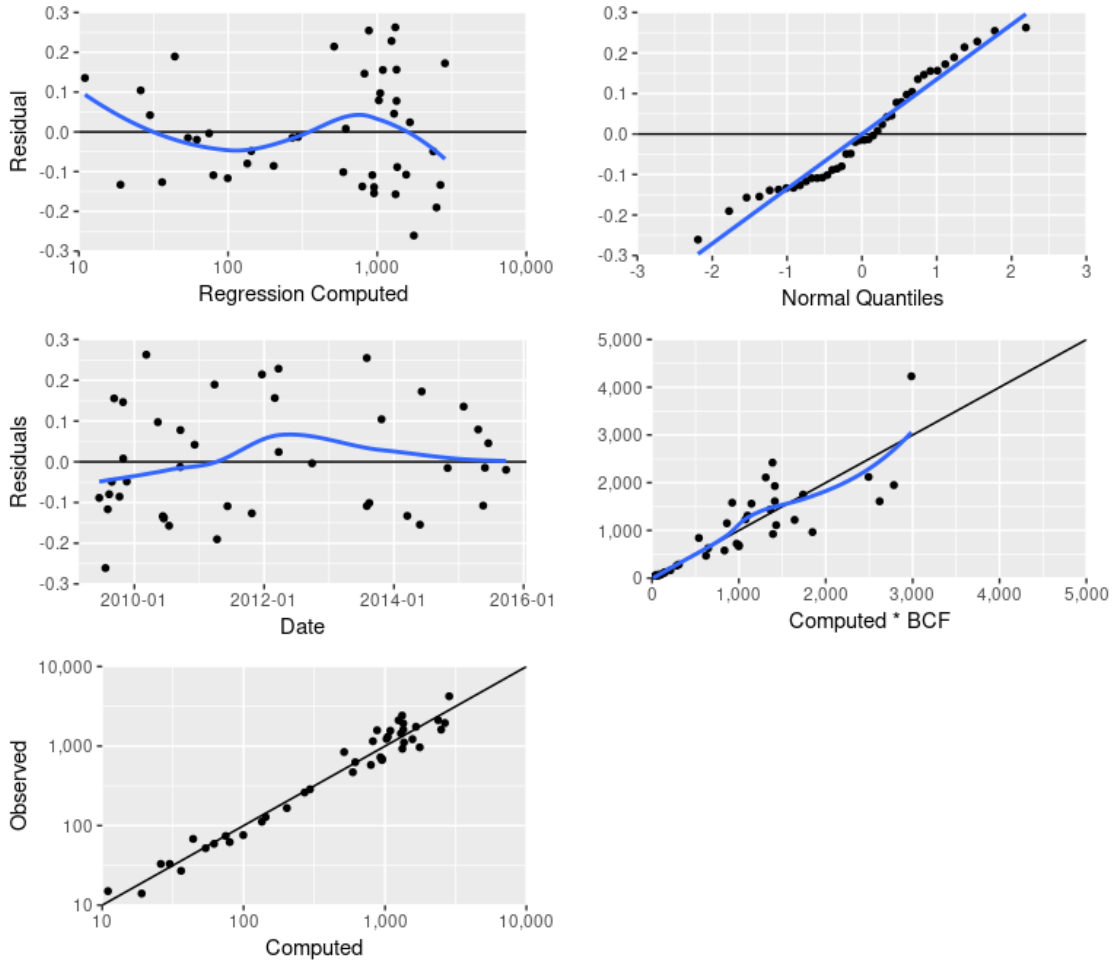 0.3
0.2
0.1
0.0
-0.1
-0.2
-0.3
Residual
10 100 1,000 10,000
Regression Computed
0.3
0.2
0.1
0.0
-0.1
-0.2
-0.3
-3 -2 -1 0 1 2 3
Normal Quantiles
0.3
0.2
0.1
0.0
-0.1
-0.2
-0.3
Residuals
2010-01 2012-01 2014-01 2016-01
Date
5,000
4,000
3,000
2,000
1,000
0
0 1,000 2,000 3,000 4,000 5,000
Computed * BCF
10,000
1,000
100
10
Observed
10 100 1,000 10,000
Computed